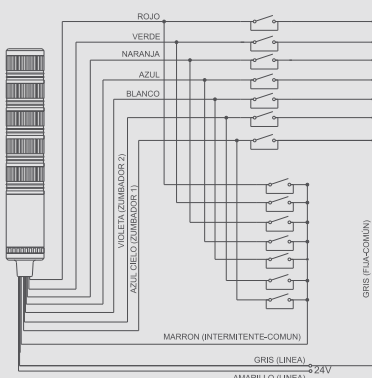 ROJO
VERDE
NARANJA
AZUL
BLANCO
VIOLETA (ZUMBADOR 2)
AZUL CIELO (ZUMBADOR 1)
GRIS (FIJA-COMÚN)
MARRON (INTERMITENTE-COMUN)
GRIS (LINEA)
24V
AMARILLO (LINEA)